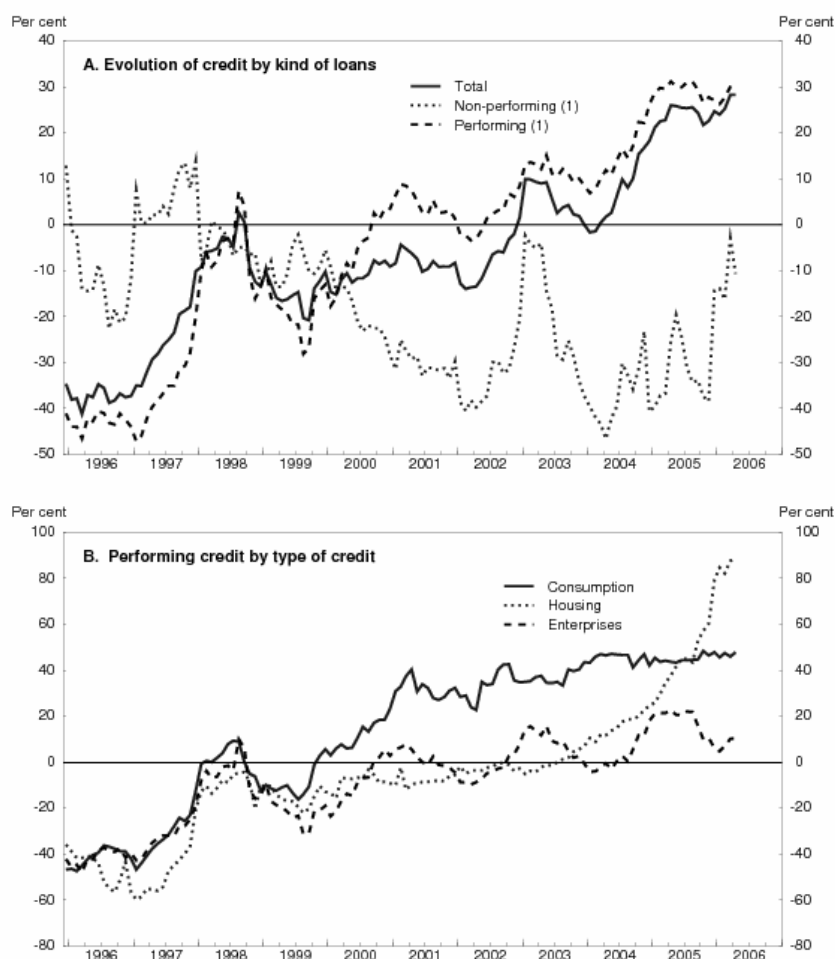 Per cent Per cent
40 40
A. Evolution of credit by kind of loans
30 30
Total
Non-performing (1)
20 20
Performing (1)
10 10
0 0
-10 -10
-20 -20
-30 -30
-40 -40
-50 -50
1996 1997 1998 1999 2000 2001 2002 2003 2004 2005 2006
Per cent Per cent
100 100
B. Performing credit by type of credit
80 80
Consumption
Housing
60 60
Enterprises
40 40
20 20
0 0
-20 -20
-40 -40
-60 -60
-80 -80
1996 1997 1998 1999 2000 2001 2002 2003 2004 2005 2006